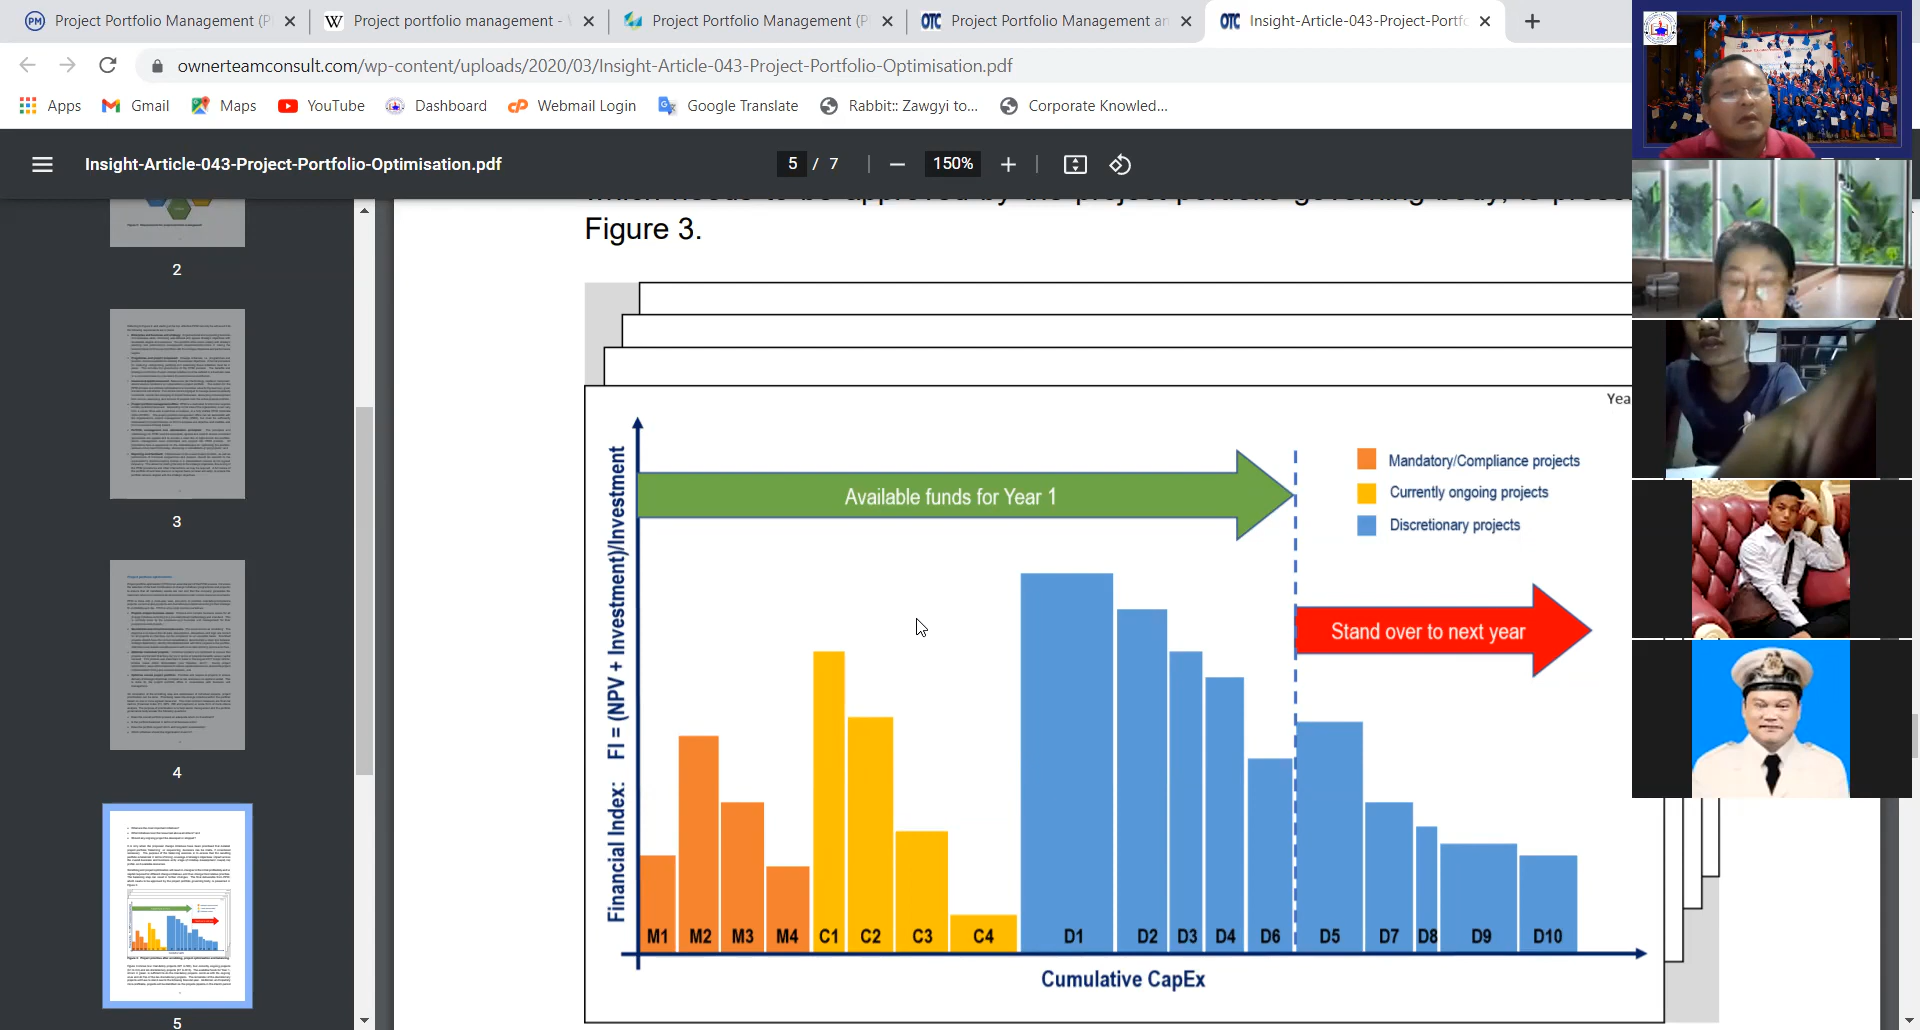 Project Portfolio Management (P
Project portfolio management -
Project Portfolio Management (P
Project Portfolio Management an
Insight-Article-043-Project-Portfo
ownerteamconsult.com/wp-content/uploads/2020/03/Insight-Article-043-Project-Portfolio-Optimisation.pdf
Apps
Gmail
Maps
YouTube
Dashboard
Webmail Login
Google Translate
Rabbit:: Zawgyi to...
Corporate Knowled...
Insight-Article-043-Project-Portfolio-Optimisation.pdf
5 / 7
150%
2
3
4
5
Figure 3.
Yea
Available funds for Year 1
Mandatory/Compliance projects
Currently ongoing projects
Discretionary projects
Stand over to next year
Financial Index: FI = (NPV + Investment)/Investment
M1 M2 M3 M4 C1 C2 C3 C4 D1 D2 D3 D4 D6 D5 D7 D8 D9 D10
Cumulative CapEx